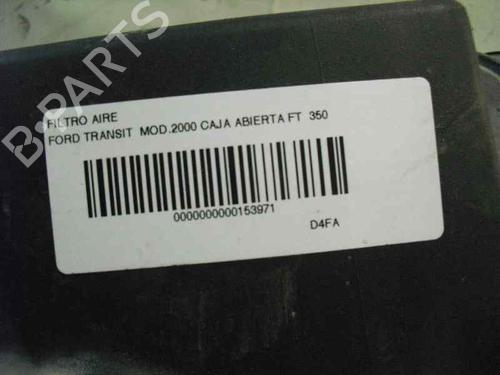 FILTRO AIRE
FORD TRANSIT MOD.2000 CAJA ABIERTA FT 350
0000000000153971
D4FA
B-PARTS